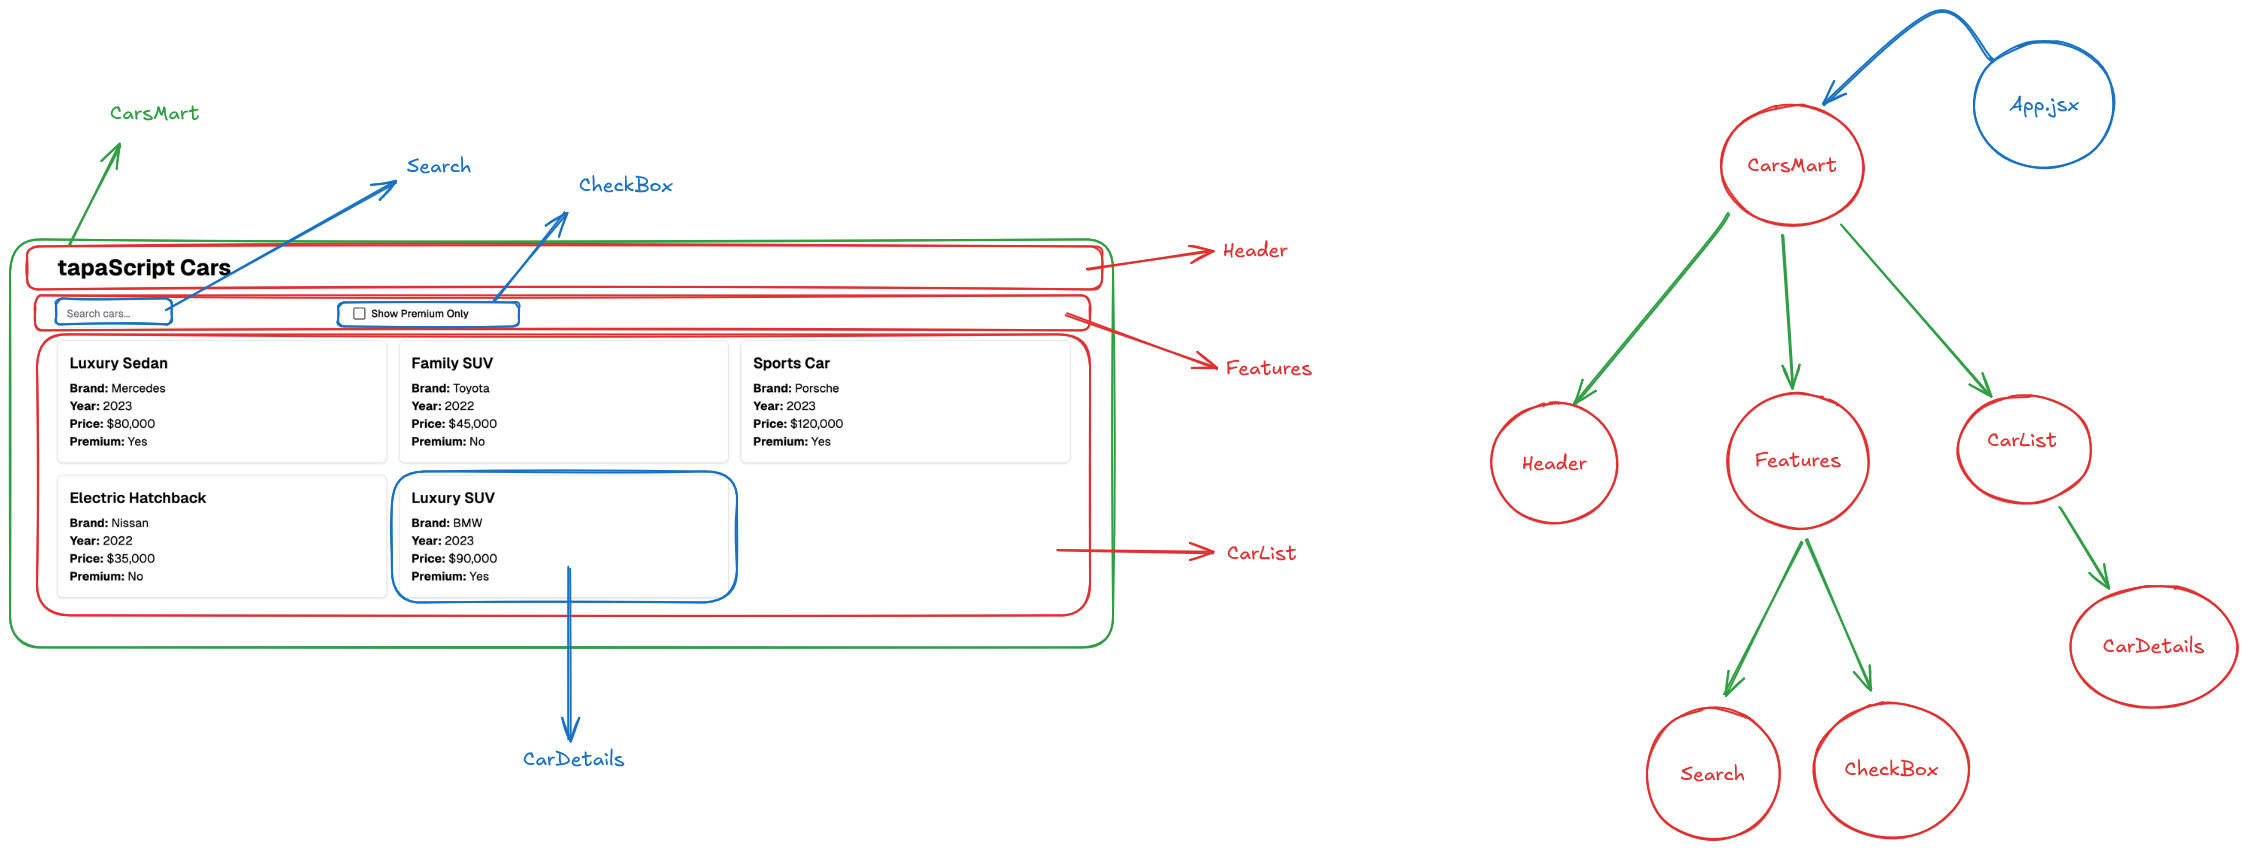 CarsMart
Search
CheckBox
Header
tapaScript Cars
Search cars...
Show Premium Only
Features
Luxury Sedan
Brand: Mercedes
Year: 2023
Price: $80,000
Premium: Yes
Family SUV
Brand: Toyota
Year: 2022
Price: $45,000
Premium: No
Sports Car
Brand: Porsche
Year: 2023
Price: $120,000
Premium: Yes
Electric Hatchback
Brand: Nissan
Year: 2022
Price: $35,000
Premium: No
Luxury SUV
Brand: BMW
Year: 2023
Price: $90,000
Premium: Yes
CarList
CarDetails
App.jsx
CarsMart
Header
Features
CarList
CarDetails
Search
CheckBox